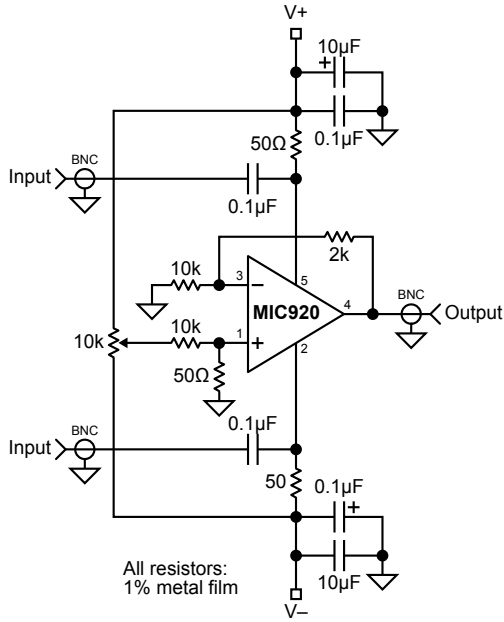 V+
10µF
+
0.1µF
50Ω
BNC
Input
0.1µF
2k
10k
3
−
5
MIC920
4
BNC
Output
10k
10k
1
+
2
50Ω
0.1µF
BNC
Input
50
0.1µF
+
10µF
All resistors:
1% metal film
V–